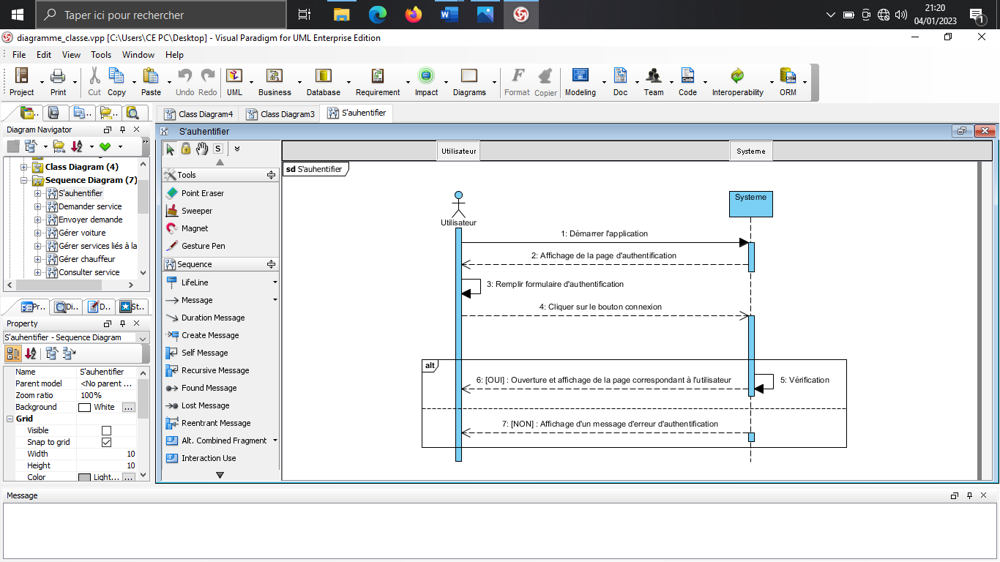 Taper ici pour rechercher
21:20
04/01/2023
1
diagramme_classe.vpp [C:\Users\CE PC\Desktop] - Visual Paradigm for UML Enterprise Edition
File Edit View Tools Window Help
Project Print Cut Copy Paste Undo Redo UML Business Database Requirement Impact Diagrams Format Copier Modeling Doc Team Code Interoperability ORM
Class Diagram4 Class Diagram3 S'auhentifier
Diagram Navigator
Class Diagram (4)
Sequence Diagram (7)
S'auhentifier
Demander service
Envoyer demande
Gérer voiture
Gérer services liés à la
Gérer chauffeur
Consulter service
Pr.. Di.. D.. St..
Property
S'auhentifier - Sequence Diagram
Name S'auhentifier
Parent model <No parent ...
Zoom ratio 100%
Background White ...
Grid
Visible
Snap to grid
Width 10
Height 10
Color Light... ...
S'auhentifier
S
Tools
Point Eraser
Sweeper
Magnet
Gesture Pen
Sequence
LifeLine
Message
Duration Message
Create Message
Self Message
Recursive Message
Found Message
Lost Message
Reentrant Message
Alt. Combined Fragment
Interaction Use
Utilisateur Systeme
sd S'auhentifier
Systeme
Utilisateur
1: Démarrer l'application
2: Affichage de la page d'authentification
3: Remplir formulaire d'authentification
4: Cliquer sur le bouton connexion
alt
6: [OUI] : Ouverture et affichage de la page correspondant à l'utilisateur
5: Vérification
7: [NON] : Affichage d'un message d'erreur d'authentification
Message